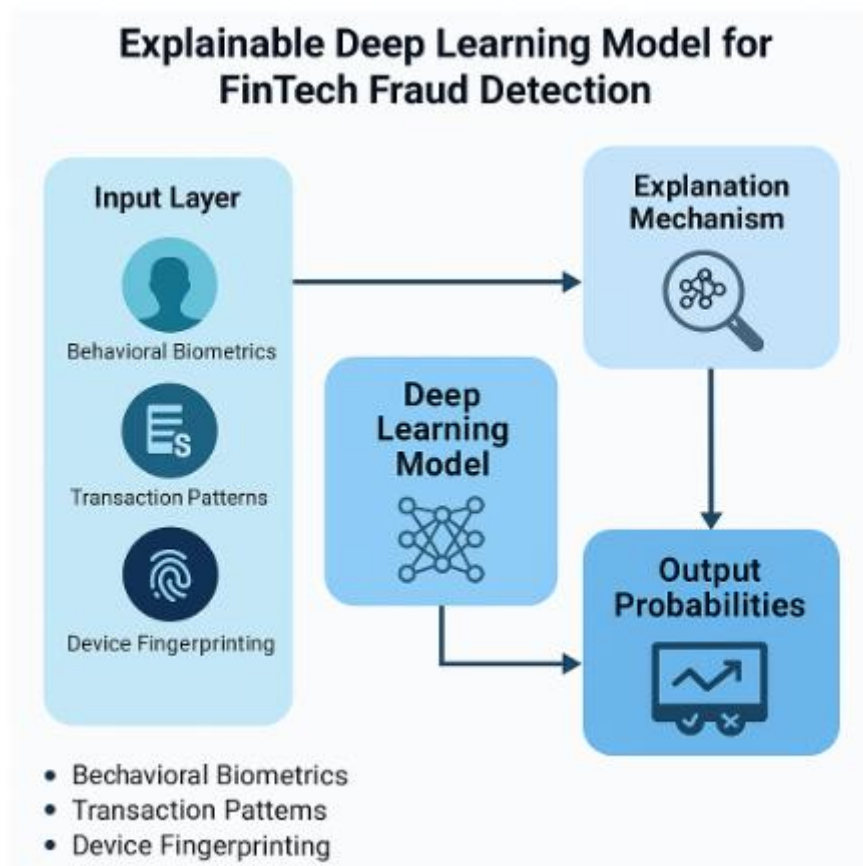 Explainable Deep Learning Model for
FinTech Fraud Detection
Input Layer
Behavioral Biometrics
Transaction Patterns
Device Fingerprinting
Deep
Learning
Model
Explanation
Mechanism
Output
Probabilities
• Bechavioral Biometrics
• Transaction Patterns
• Device Fingerprinting